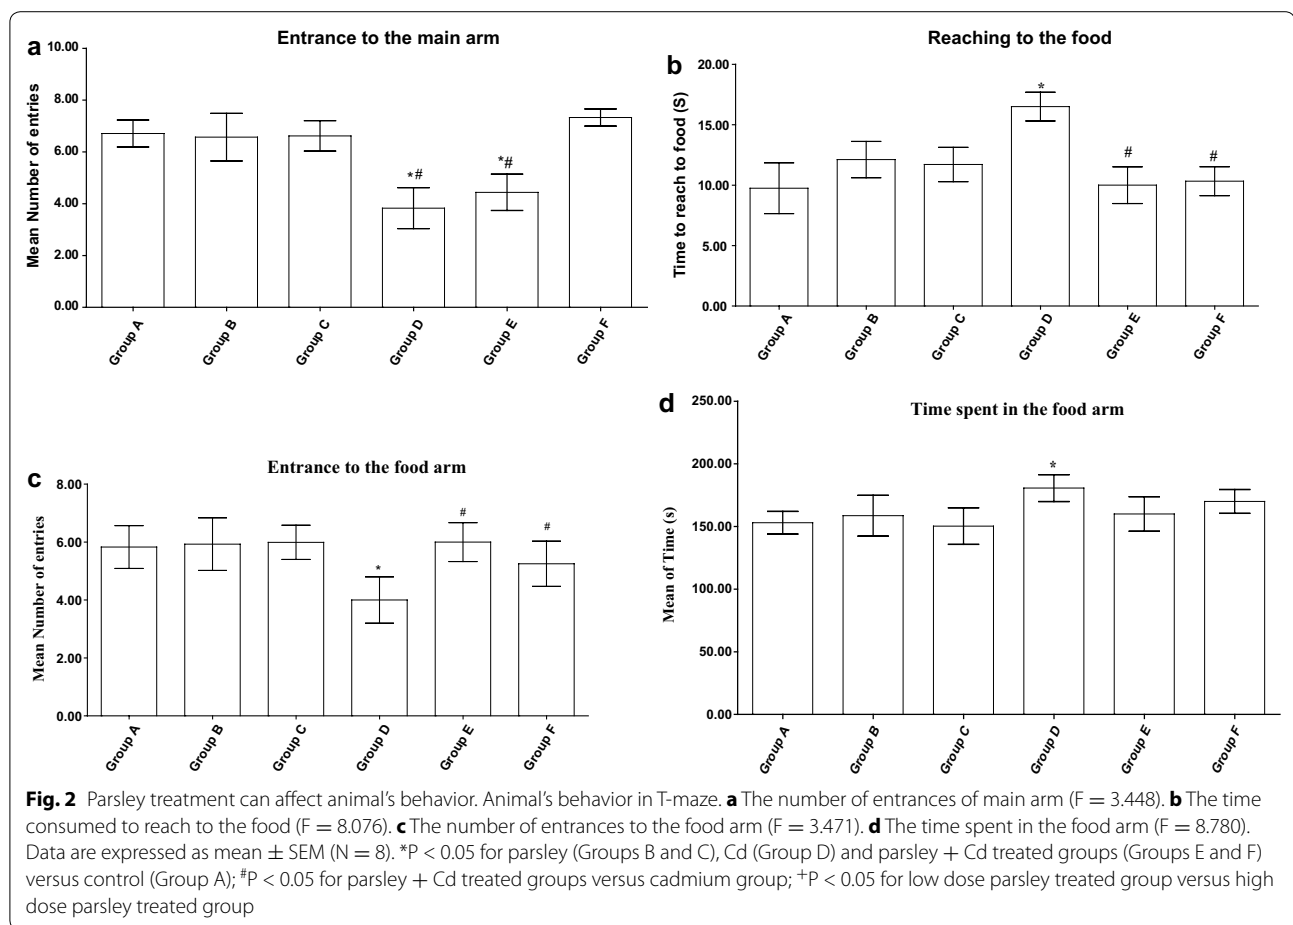 a
Entrance to the main arm
Mean Number of entries
10.00
8.00
6.00
4.00
2.00
0.00
*#
*#
Group A
Group B
Group C
Group D
Group E
Group F
b
Reaching to the food
Time to reach to food (S)
20.00
15.00
10.00
5.00
0.00
*
#
#
Group A
Group B
Group C
Group D
Group E
Group F
c
Entrance to the food arm
Mean Number of entries
8.00
6.00
4.00
2.00
0.00
*
#
#
Group A
Group B
Group C
Group D
Group E
Group F
d
Time spent in the food arm
Mean of Time (s)
250.00
200.00
150.00
100.00
50.00
0.00
*
Group A
Group B
Group C
Group D
Group E
Group F
Fig. 2 Parsley treatment can affect animal's behavior. Animal's behavior in T-maze. a The number of entrances of main arm (F = 3.448). b The time
consumed to reach to the food (F = 8.076). c The number of entrances to the food arm (F = 3.471). d The time spent in the food arm (F = 8.780).
Data are expressed as mean ± SEM (N = 8). *P < 0.05 for parsley (Groups B and C), Cd (Group D) and parsley + Cd treated groups (Groups E and F)
versus control (Group A); #P < 0.05 for parsley + Cd treated groups versus cadmium group; +P < 0.05 for low dose parsley treated group versus high
dose parsley treated group